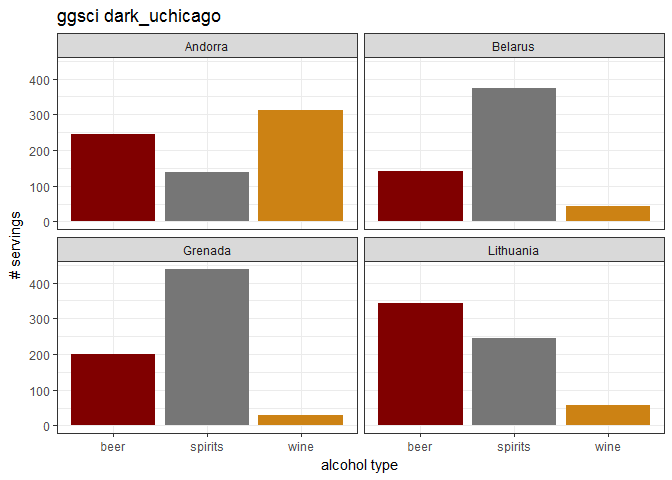 ggsci dark_uchicago
Andorra
Belarus
400
300
200
100
0
Grenada
Lithuania
400
300
200
100
0
beer
spirits
wine
beer
spirits
wine
alcohol type
# servings